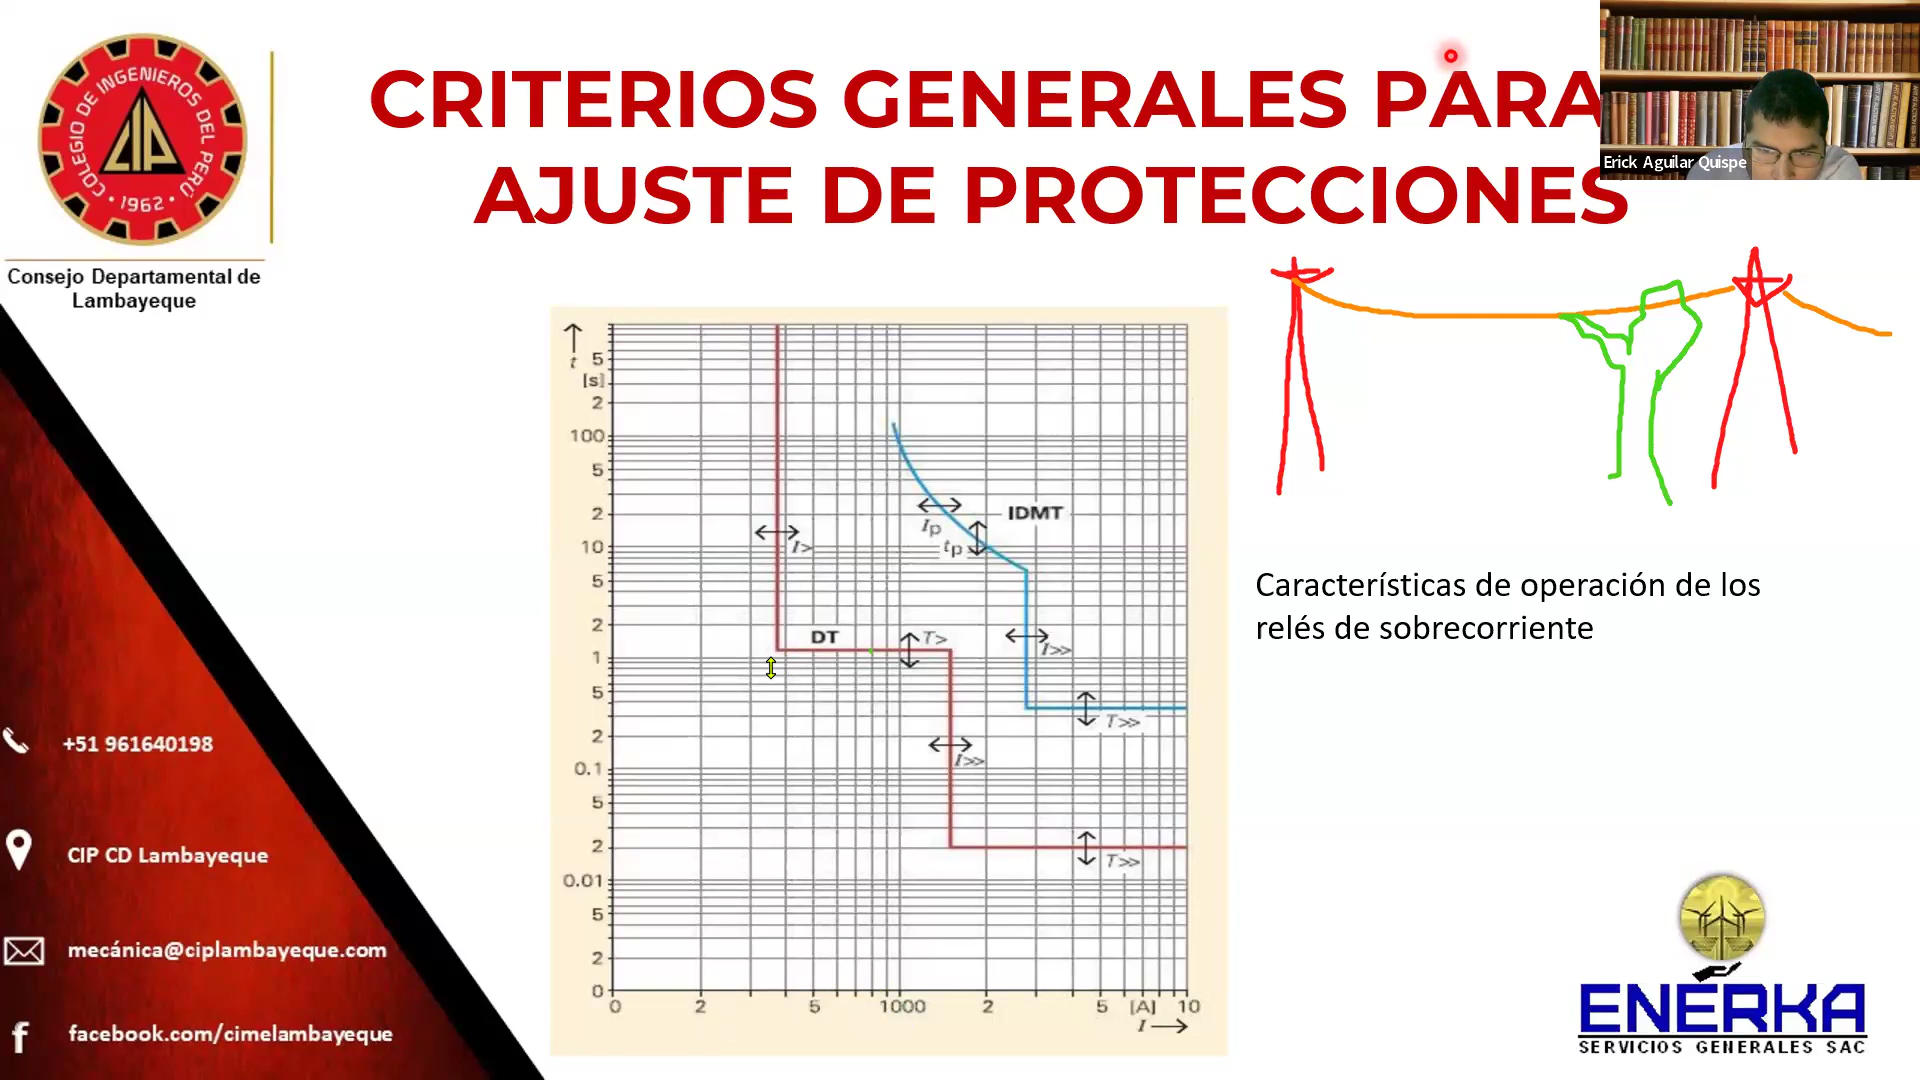 COLEGIO DE INGENIEROS DEL PERÚ
CIP
• 1962 •
Consejo Departamental de
Lambayeque
CRITERIOS GENERALES PARA
AJUSTE DE PROTECCIONES
Erick Aguilar Quispe
t
[s]
5
2
100
5
2
10
5
2
1
5
2
0.1
5
2
0.01
5
2
0
0
2
5
1000
2
5
[A]
10
I
IDMT
Ip
tp
I>
DT
T>
I>>
T>>
I>>
T>>
Características de operación de los
relés de sobrecorriente
+51 961640198
CIP CD Lambayeque
mecánica@ciplambayeque.com
facebook.com/cimelambayeque
ENERKA
SERVICIOS GENERALES SAC